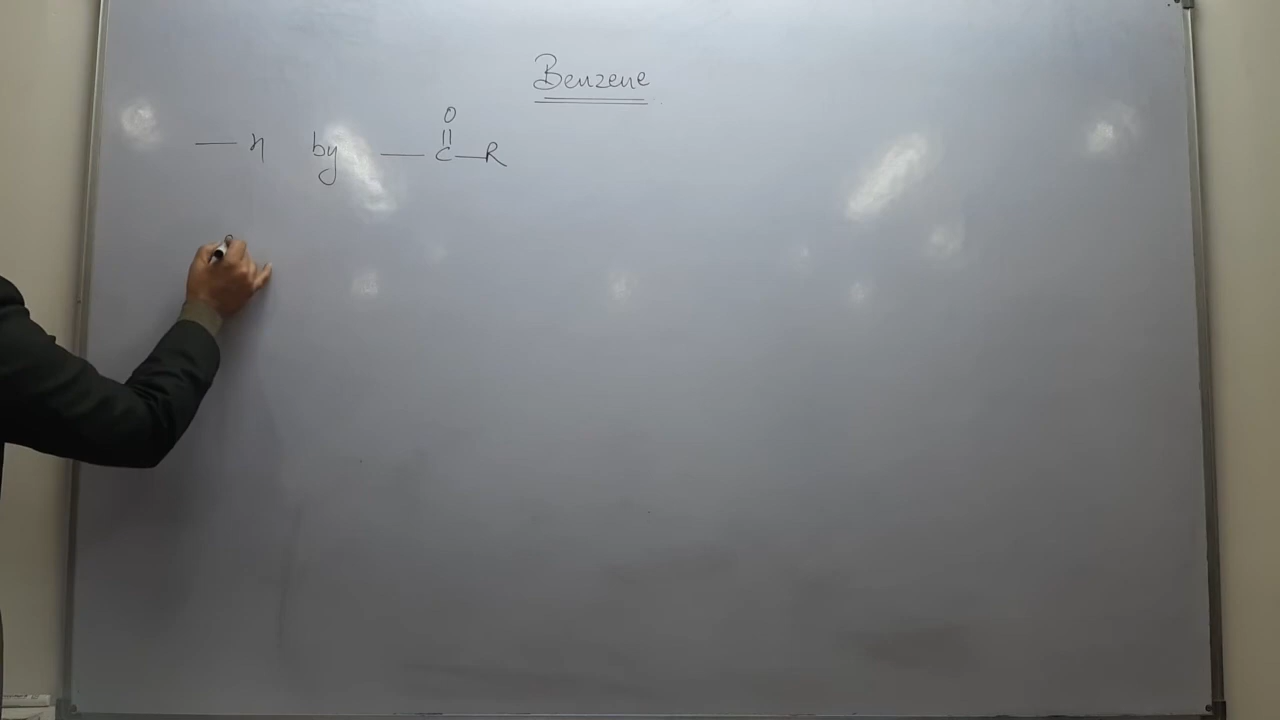 Benzene
O
||
—H by —C—R